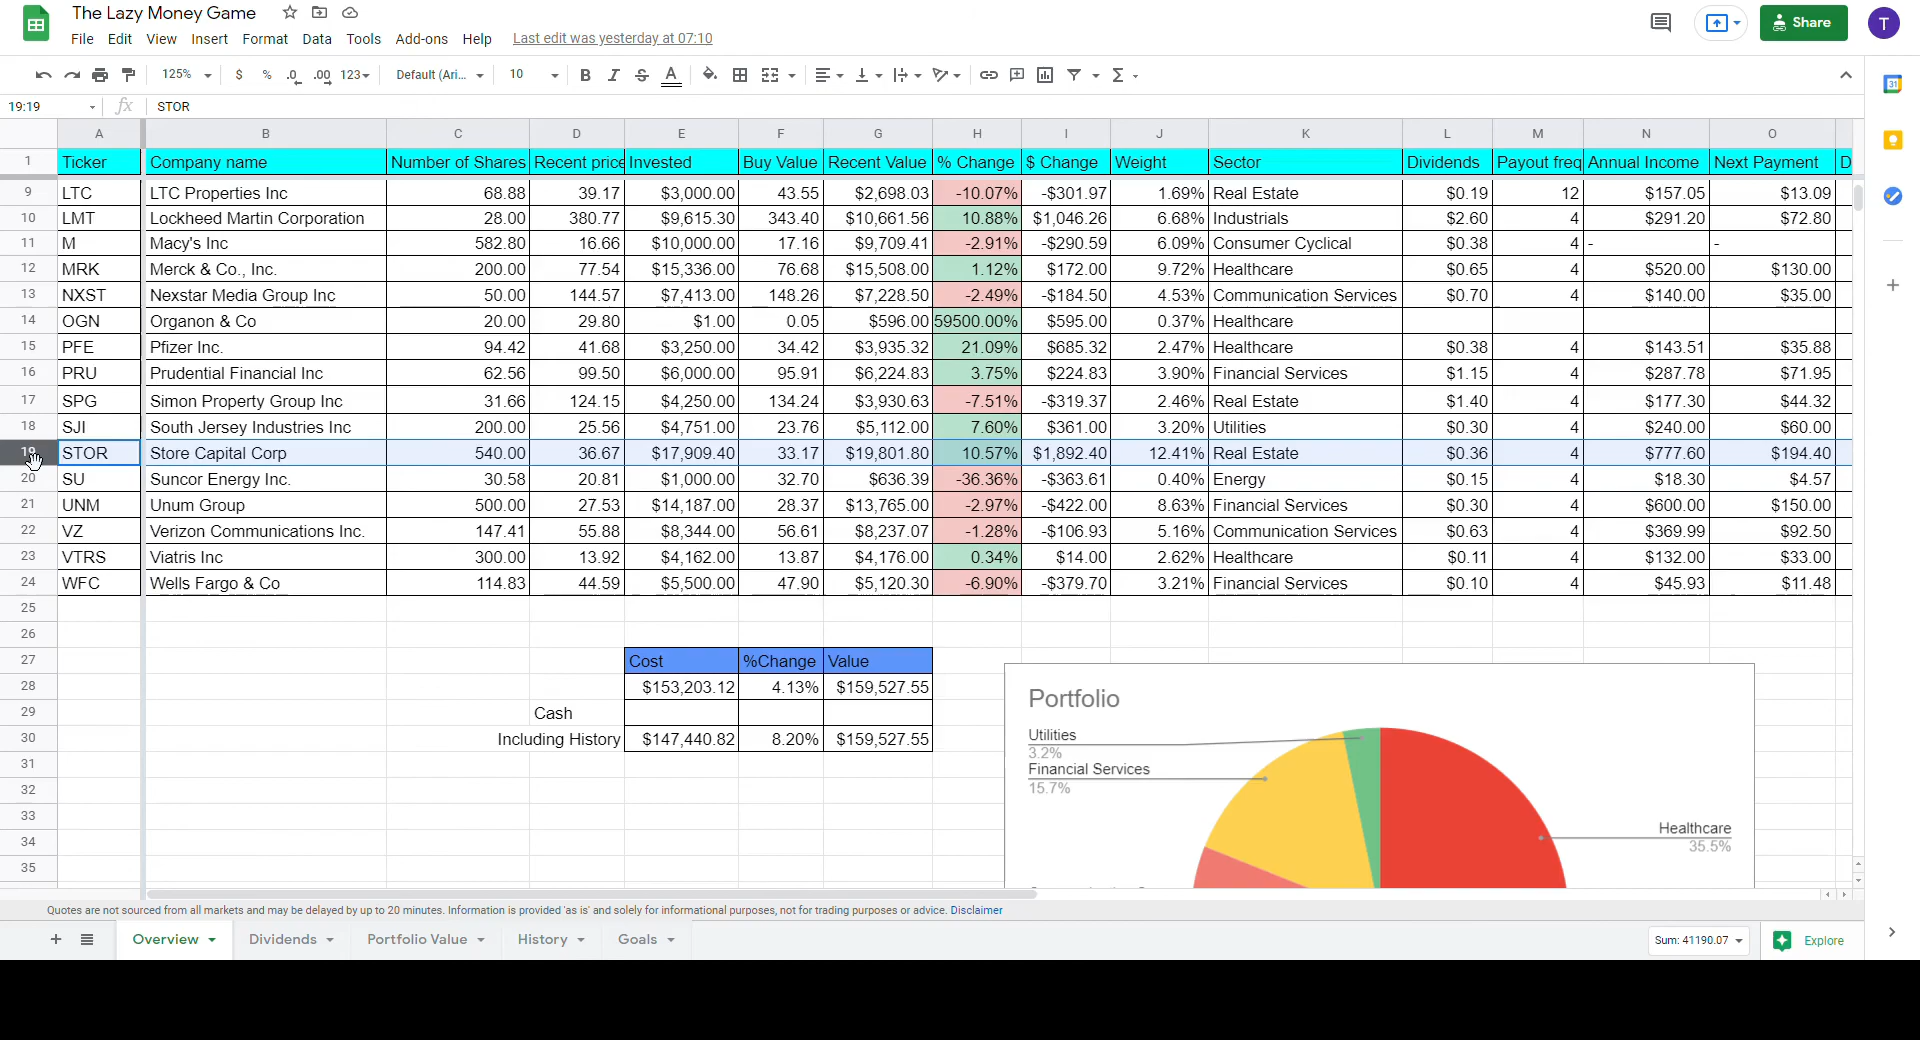 The Lazy Money Game
File Edit View Insert Format Data Tools Add-ons Help Last edit was yesterday at 07:10
Share
T
125% $ % .0 .00 123 Default (Ari... 10 B I S A Σ
31
19:19 fx STOR
A B C D E F G H I J K L M N O
1 Ticker Company name Number of Shares Recent price Invested Buy Value Recent Value % Change $ Change Weight Sector Dividends Payout freq Annual Income Next Payment D
9 LTC LTC Properties Inc 68.88 39.17 $3,000.00 43.55 $2,698.03 -10.07% -$301.97 1.69% Real Estate $0.19 12 $157.05 $13.09
10 LMT Lockheed Martin Corporation 28.00 380.77 $9,615.30 343.40 $10,661.56 10.88% $1,046.26 6.68% Industrials $2.60 4 $291.20 $72.80
11 M Macy's Inc 582.80 16.66 $10,000.00 17.16 $9,709.41 -2.91% -$290.59 6.09% Consumer Cyclical $0.38 4 - -
12 MRK Merck & Co., Inc. 200.00 77.54 $15,336.00 76.68 $15,508.00 1.12% $172.00 9.72% Healthcare $0.65 4 $520.00 $130.00
13 NXST Nexstar Media Group Inc 50.00 144.57 $7,413.00 148.26 $7,228.50 -2.49% -$184.50 4.53% Communication Services $0.70 4 $140.00 $35.00
14 OGN Organon & Co 20.00 29.80 $1.00 0.05 $596.00 59500.00% $595.00 0.37% Healthcare
15 PFE Pfizer Inc. 94.42 41.68 $3,250.00 34.42 $3,935.32 21.09% $685.32 2.47% Healthcare $0.38 4 $143.51 $35.88
16 PRU Prudential Financial Inc 62.56 99.50 $6,000.00 95.91 $6,224.83 3.75% $224.83 3.90% Financial Services $1.15 4 $287.78 $71.95
17 SPG Simon Property Group Inc 31.66 124.15 $4,250.00 134.24 $3,930.63 -7.51% -$319.37 2.46% Real Estate $1.40 4 $177.30 $44.32
18 SJI South Jersey Industries Inc 200.00 25.56 $4,751.00 23.76 $5,112.00 7.60% $361.00 3.20% Utilities $0.30 4 $240.00 $60.00
19 STOR Store Capital Corp 540.00 36.67 $17,909.40 33.17 $19,801.80 10.57% $1,892.40 12.41% Real Estate $0.36 4 $777.60 $194.40
20 SU Suncor Energy Inc. 30.58 20.81 $1,000.00 32.70 $636.39 -36.36% -$363.61 0.40% Energy $0.15 4 $18.30 $4.57
21 UNM Unum Group 500.00 27.53 $14,187.00 28.37 $13,765.00 -2.97% -$422.00 8.63% Financial Services $0.30 4 $600.00 $150.00
22 VZ Verizon Communications Inc. 147.41 55.88 $8,344.00 56.61 $8,237.07 -1.28% -$106.93 5.16% Communication Services $0.63 4 $369.99 $92.50
23 VTRS Viatris Inc 300.00 13.92 $4,162.00 13.87 $4,176.00 0.34% $14.00 2.62% Healthcare $0.11 4 $132.00 $33.00
24 WFC Wells Fargo & Co 114.83 44.59 $5,500.00 47.90 $5,120.30 -6.90% -$379.70 3.21% Financial Services $0.10 4 $45.93 $11.48
25
26
27 Cost %Change Value
28 $153,203.12 4.13% $159,527.55
29 Cash
30 Including History $147,440.82 8.20% $159,527.55
31
32
33
34
35
Portfolio
Utilities
3.2%
Financial Services
15.7%
Healthcare
35.5%
Quotes are not sourced from all markets and may be delayed by up to 20 minutes. Information is provided 'as is' and solely for informational purposes, not for trading purposes or advice. Disclaimer
Overview Dividends Portfolio Value History Goals Sum: 41190.07 Explore